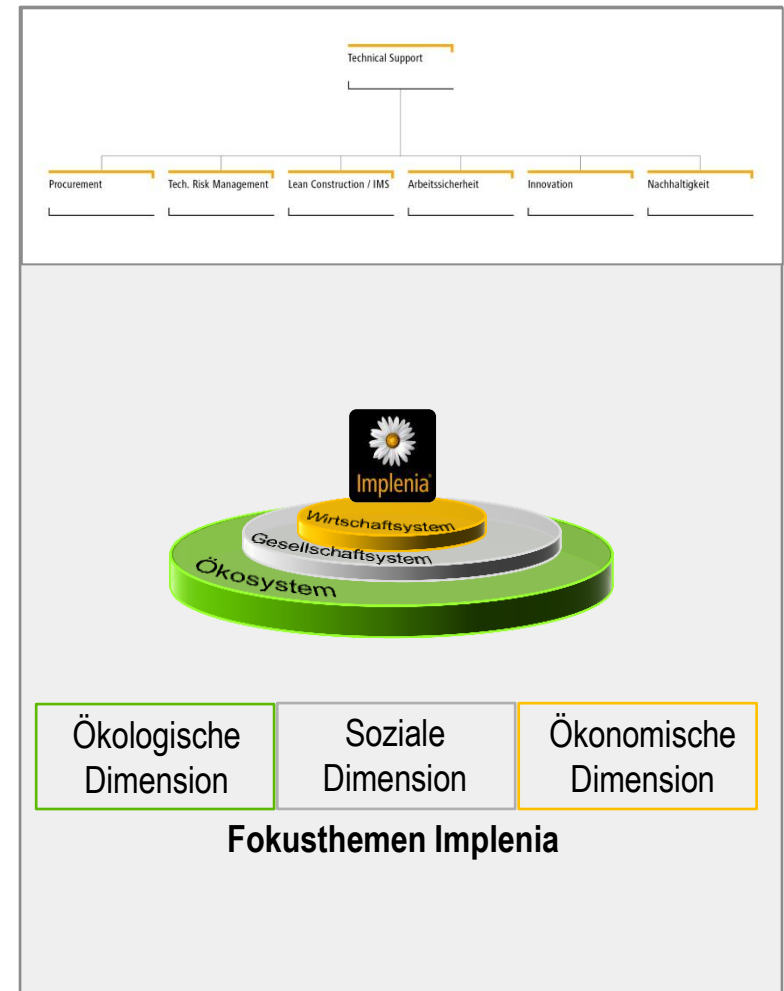 Technical Support
Procurement
Tech. Risk Management
Lean Construction / IMS
Arbeitssicherheit
Innovation
Nachhaltigkeit
Implenia®
Wirtschaftsystem
Gesellschaftsystem
Ökosystem
Ökologische
Dimension
Soziale
Dimension
Ökonomische
Dimension
Fokusthemen Implenia